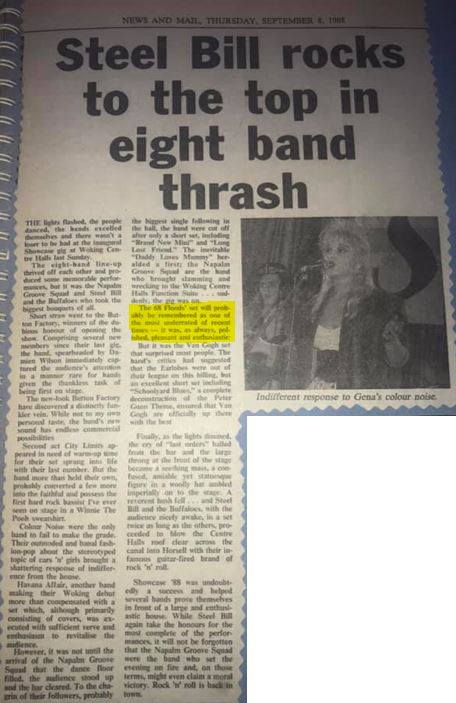 NEWS AND MAIL, THURSDAY, SEPTEMBER 8, 1988
Steel Bill rocks
to the top in
eight band
thrash
THE lights flashed, the people
danced, the bands excelled
themselves and there wasn't a
loser to be had at the inaugural
Showcase gig at Woking Cen-
tre Halls last Sunday.
The eight-band line-up
thrived off each other and pro-
duced some memorable perfor-
mances, but it was the Napalm
Groove Squad and Steel Bill
and the Buffaloes who took the
biggest bouquets of all.
Short straw went to the But-
ton Factory, winners of the du-
bious honour of opening the
show. Comprising several new
members since their last gig,
the band, spearheaded by Da-
mien Wilson immediately cap-
tured the audience's attention
in a manner rare for bands
given the thankless task of
being first on stage.
The new-look Button Factory
have discovered a distinctly fun-
kier vein. While not to my own
personal taste, the band's new
sound has endless commercial
possibilities
Second act City Limits ap-
peared in need of warm-up time
for their set sprang into life
with their last number. But the
band more than held their own,
probably converted a few more
into the faithful and possess the
first hard rock bassist I've ever
seen on stage in a Winnie The
Pooh sweatshirt.
Colour Noise were the only
band to fail to make the grade.
Their outmoded and banal fash-
ion-pop about the stereotyped
topic of cars 'n' girls brought a
shattering response of indiffer-
ence from the house.
Havana Affair, another band
making their Woking debut
more than compensated with a
set which, although primarily
consisting of covers, was ex-
ecuted with sufficient verve and
enthusiasm to revitalise the
audience.
However, it was not until the
arrival of the Napalm Groove
Squad that the dance floor
filled, the audience stood up
and the bar cleared. To the cha-
grin of their followers, probably
the biggest single following in
the hall, the band were cut off
after only a short set, including
"Brand New Mini" and "Long
Lost Friend." The inevitable
"Daddy Loves Mummy" her-
alded a first; the Napalm
Groove Squad are the band
who brought slamming and
wrecking to the Woking Centre
Halls Function Suite . . . sud-
denly, the gig was on.
The 68 Floods' set will prob-
ably be remembered as one of
the most underrated of recent
times — it was, as always, pol-
ished, pleasant and enthusiastic
But it was the Van Gogh set
that surprised most people. The
band's critics had suggested
that the Earlobes were out of
their league on this billing, but
an excellent short set including
"Schoolyard Blues," a complete
deconstruction of the Peter
Gunn Theme, ensured that Van
Gogh are officially up there
with the best
Finally, as the lights dimmed,
the cry of "last orders" hailed
from the bar and the large
throng at the front of the stage
became a seething mass, a con-
fused, amiable yet statuesque
figure in a woolly hat ambled
imperially on to the stage. A
reverent hush fell . . . and Steel
Bill and the Buffaloes, with the
audience nicely awake, in a set
twice as long as the others, pro-
ceeded to blow the Centre
Halls roof clear across the
canal into Horsell with their in-
famous guitar-fired brand of
rock 'n' roll.
Showcase '88 was undoubt-
edly a success and helped
several bands prove themselves
in front of a large and enthusi-
astic house. While Steel Bill
again take the honours for the
most complete of the perfor-
mances, it will not be forgotten
that the Napalm Groove Squad
were the band who set the
evening on fire and, on those
terms, might even claim a moral
victory. Rock 'n' roll is back in
town.
Indifferent response to Gena's colour noise.